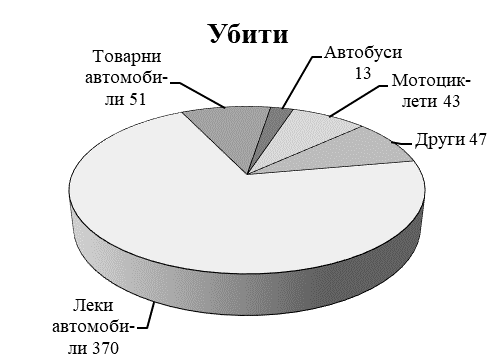 Убити
Товарни
автомоби-
ли 51
Автобуси
13
Мотоцик-
лети 43
Други 47
Леки
автомоби-
ли 370